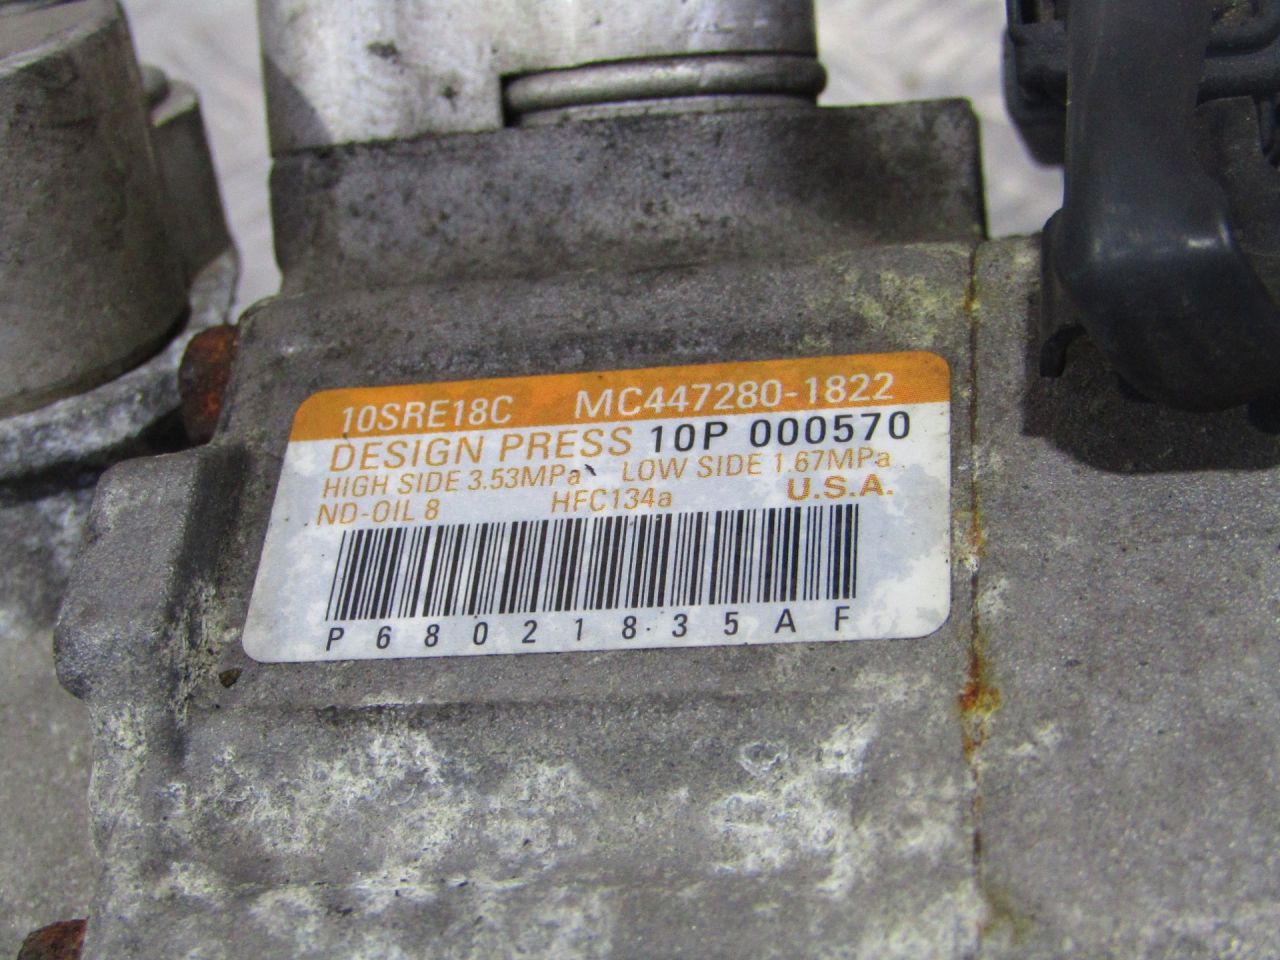 10SRE18C MC447280-1822
DESIGN PRESS 10P 000570
HIGH SIDE 3.53MPa LOW SIDE 1.67MPa
ND-OIL 8 HFC134a U.S.A.
P68021835AF